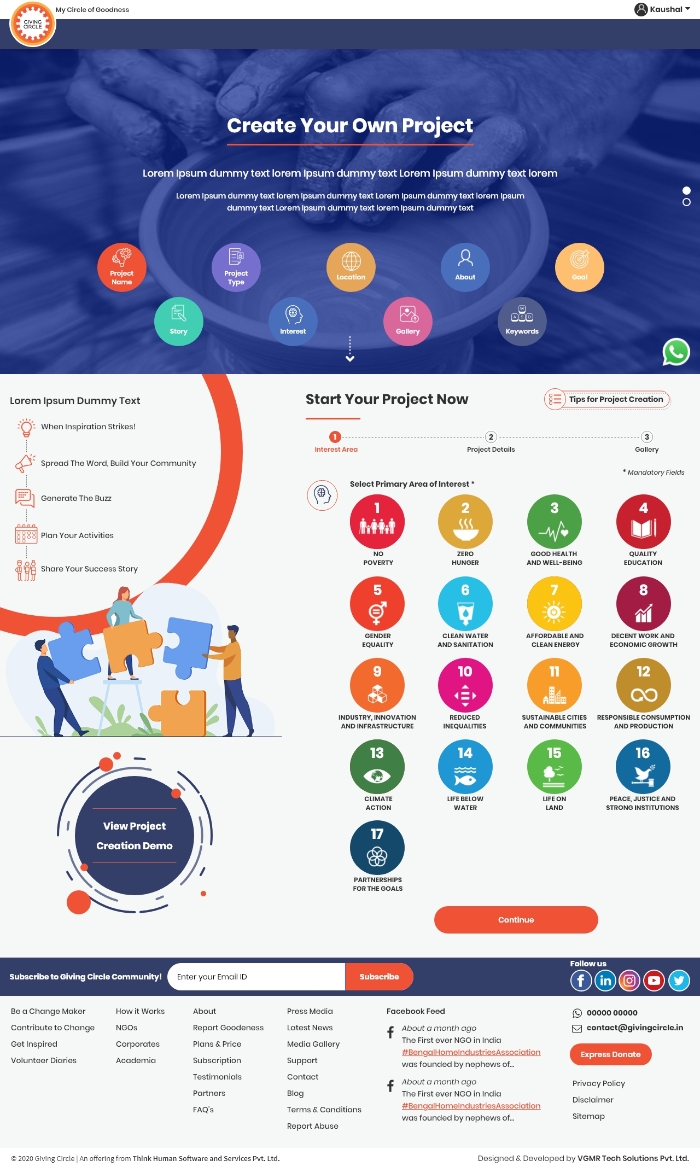 GIVING
CIRCLE
My Circle of Goodness
Kaushal
Create Your Own Project
Lorem Ipsum dummy text lorem Ipsum dummy text Lorem Ipsum dummy text lorem
Lorem Ipsum dummy text lorem Ipsum dummy text Lorem Ipsum dummy text lorem Ipsum
dummy text Lorem Ipsum dummy text lorem Ipsum dummy text
Project
Name
Project
Type
Location
About
Goal
Story
Interest
Gallery
Keywords
Lorem Ipsum Dummy Text
When Inspiration Strikes!
Spread The Word, Build Your Community
Generate The Buzz
Plan Your Activities
Share Your Success Story
View Project
Creation Demo
Start Your Project Now
Tips for Project Creation
1
Interest Area
2
Project Details
3
Gallery
* Mandatory Fields
Select Primary Area of Interest *
1
NO
POVERTY
2
ZERO
HUNGER
3
GOOD HEALTH
AND WELL-BEING
4
QUALITY
EDUCATION
5
GENDER
EQUALITY
6
CLEAN WATER
AND SANITATION
7
AFFORDABLE AND
CLEAN ENERGY
8
DECENT WORK AND
ECONOMIC GROWTH
9
INDUSTRY, INNOVATION
AND INFRASTRUCTURE
10
REDUCED
INEQUALITIES
11
SUSTAINABLE CITIES
AND COMMUNITIES
12
RESPONSIBLE CONSUMPTION
AND PRODUCTION
13
CLIMATE
ACTION
14
LIFE BELOW
WATER
15
LIFE ON
LAND
16
PEACE, JUSTICE AND
STRONG INSTITUTIONS
17
PARTNERSHIPS
FOR THE GOALS
Continue
Subscribe to Giving Circle Community!
Enter your Email ID
Subscribe
Follow us
Be a Change Maker
Contribute to Change
Get Inspired
Volunteer Diaries
How it Works
NGOs
Corporates
Academia
About
Report Goodeness
Plans & Price
Subscription
Testimonials
Partners
FAQ's
Press Media
Latest News
Media Gallery
Support
Contact
Blog
Terms & Conditions
Report Abuse
Facebook Feed
About a month ago
The First ever NGO in India
#BengalHomeIndustriesAssociation
was founded by nephews of...
About a month ago
The First ever NGO in India
#BengalHomeIndustriesAssociation
was founded by nephews of...
00000 00000
contact@givingcircle.in
Express Donate
Privacy Policy
Disclaimer
Sitemap
© 2020 Giving Circle | An offering from Think Human Software and Services Pvt. Ltd.
Designed & Developed by VGMR Tech Solutions Pvt. Ltd.